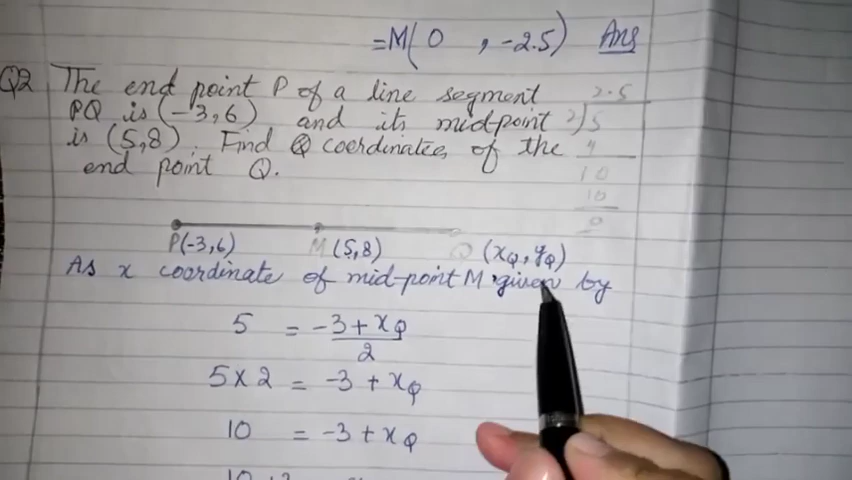 =M(0 , -2.5) Ans
Q2 The end point P of a line segment
PQ is (-3,6) and its midpoint
is (5,8). Find Q coordinates of the
end point Q.
2.5
2)5
4
10
10
0
P(-3,6) M(5,8) Q (xQ, yQ)
As x coordinate of mid-point M given by
5 = -3 + xQ
2
5 × 2 = -3 + xQ
10 = -3 + xQ